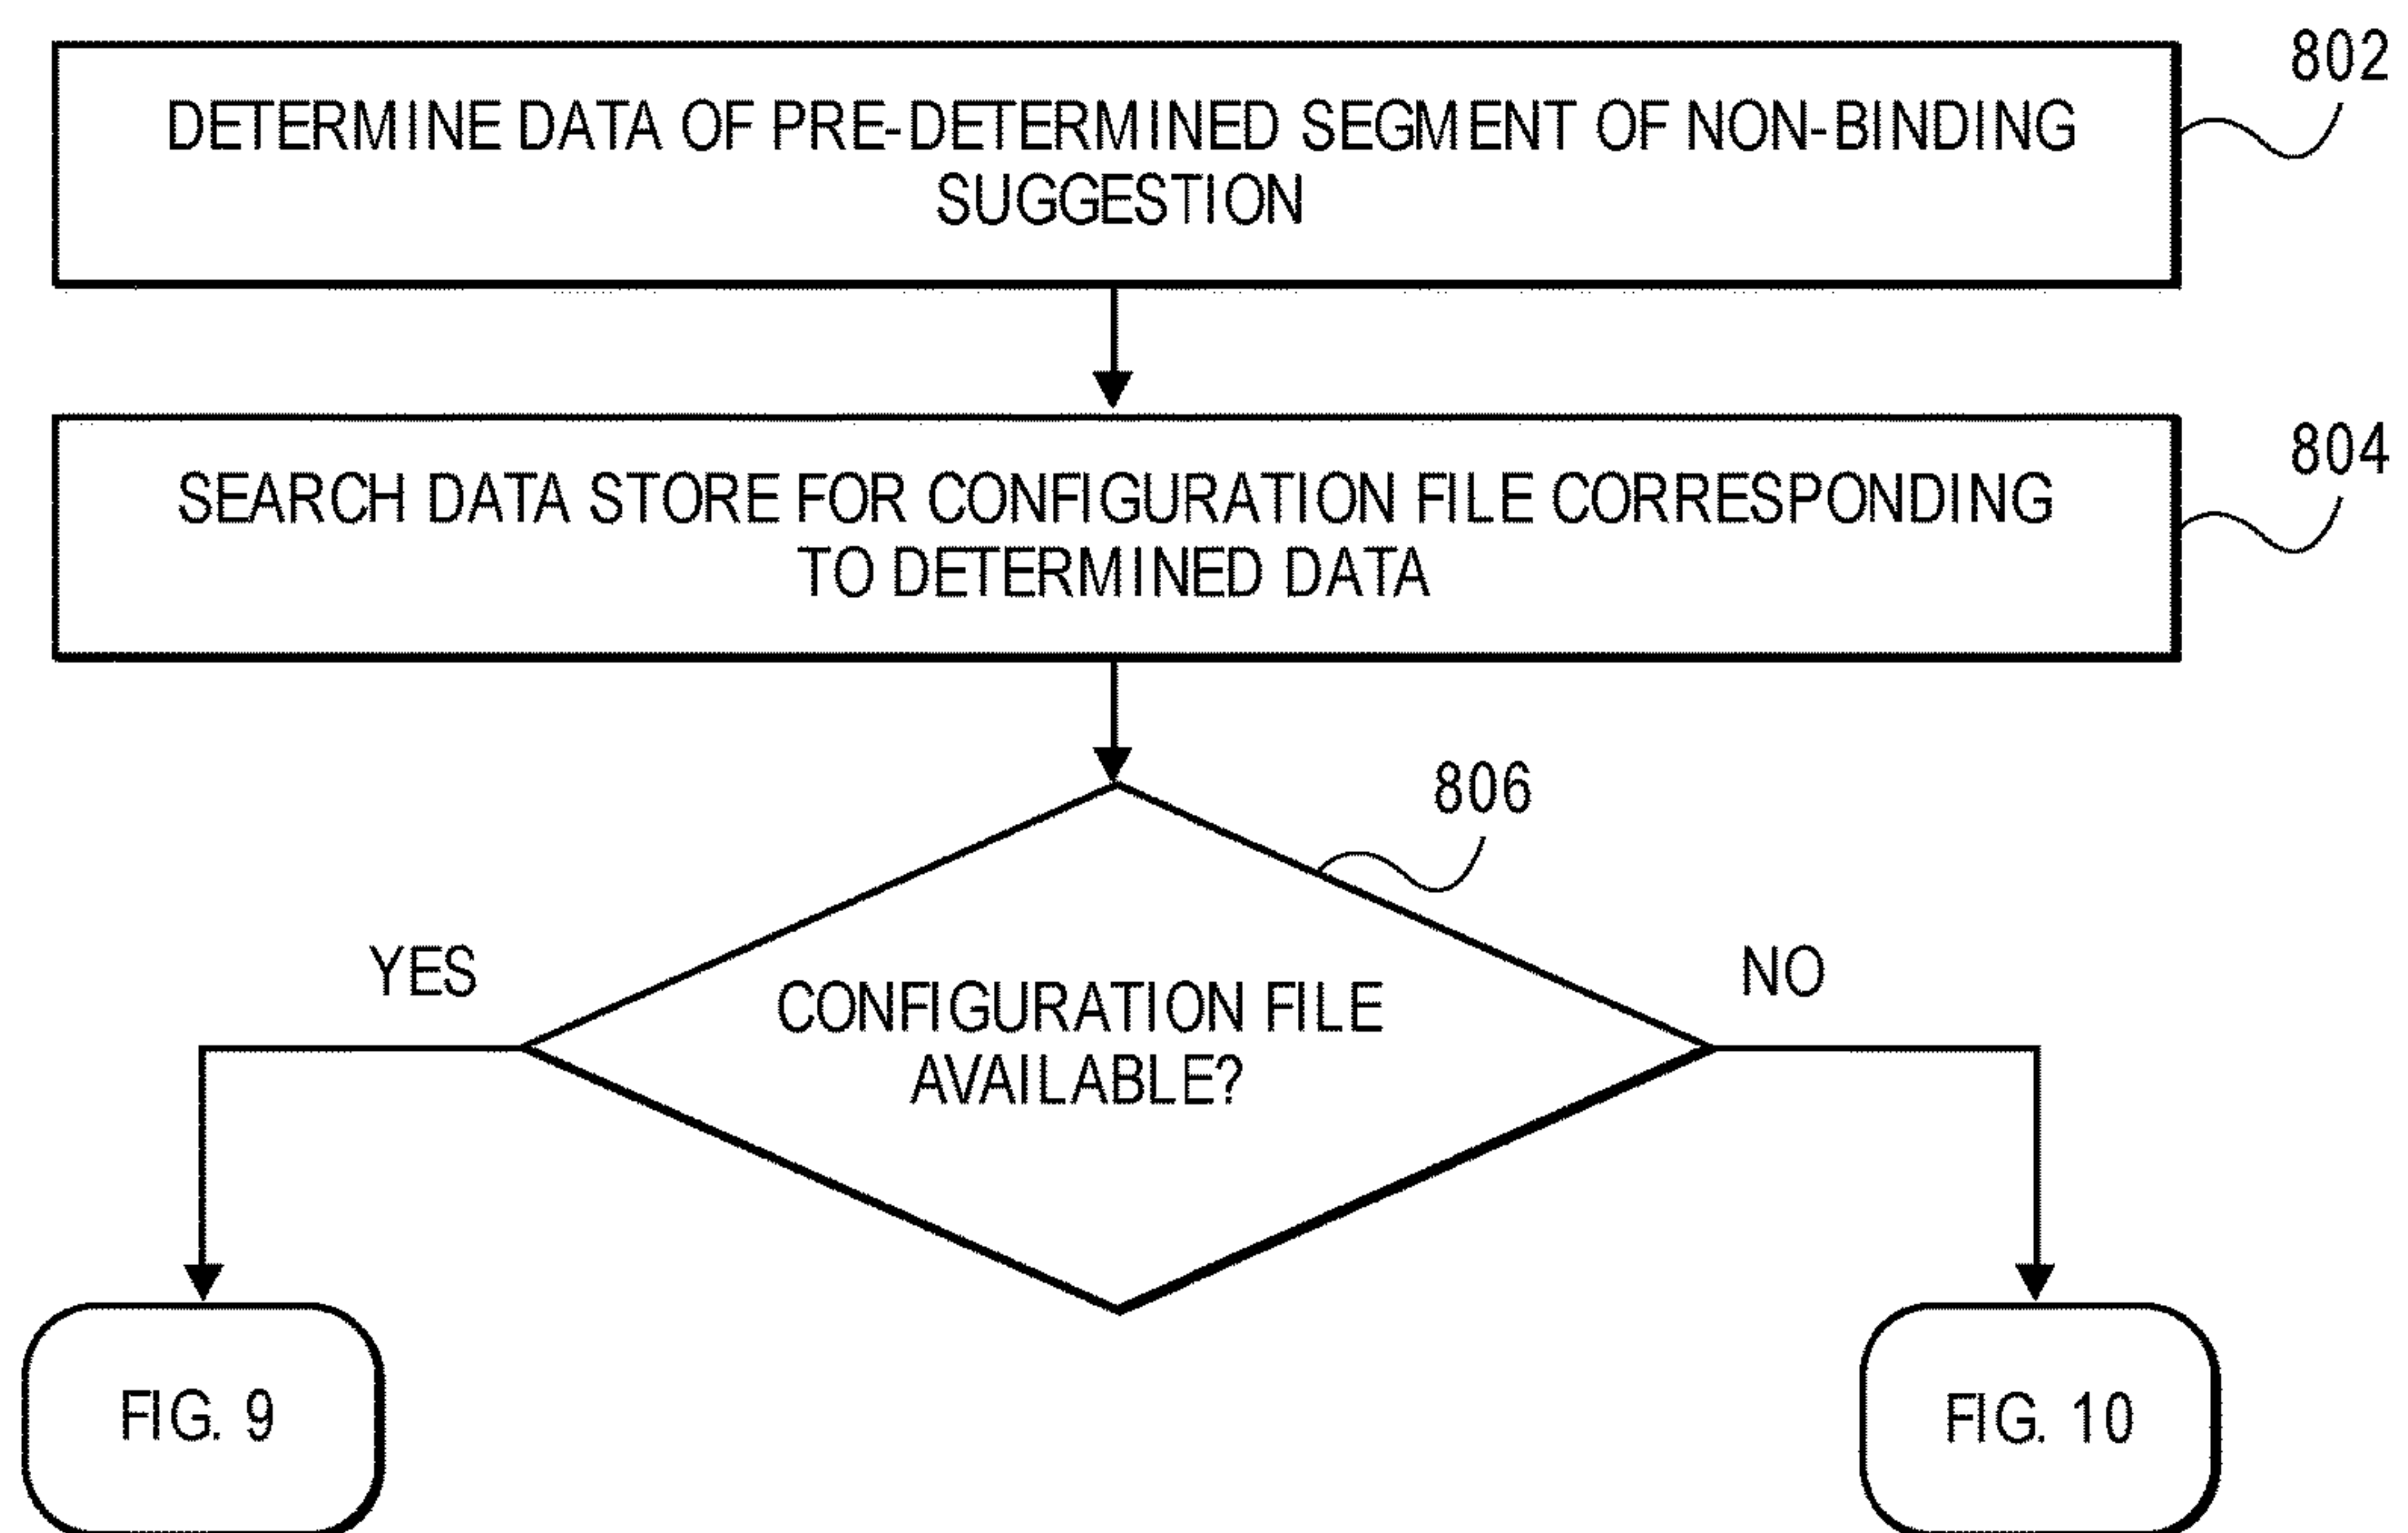 802
DETERMINE DATA OF PRE-DETERMINED SEGMENT OF NON-BINDING
SUGGESTION
804
SEARCH DATA STORE FOR CONFIGURATION FILE CORRESPONDING
TO DETERMINED DATA
806
YES
NO
CONFIGURATION FILE
AVAILABLE?
FIG. 9
FIG. 10